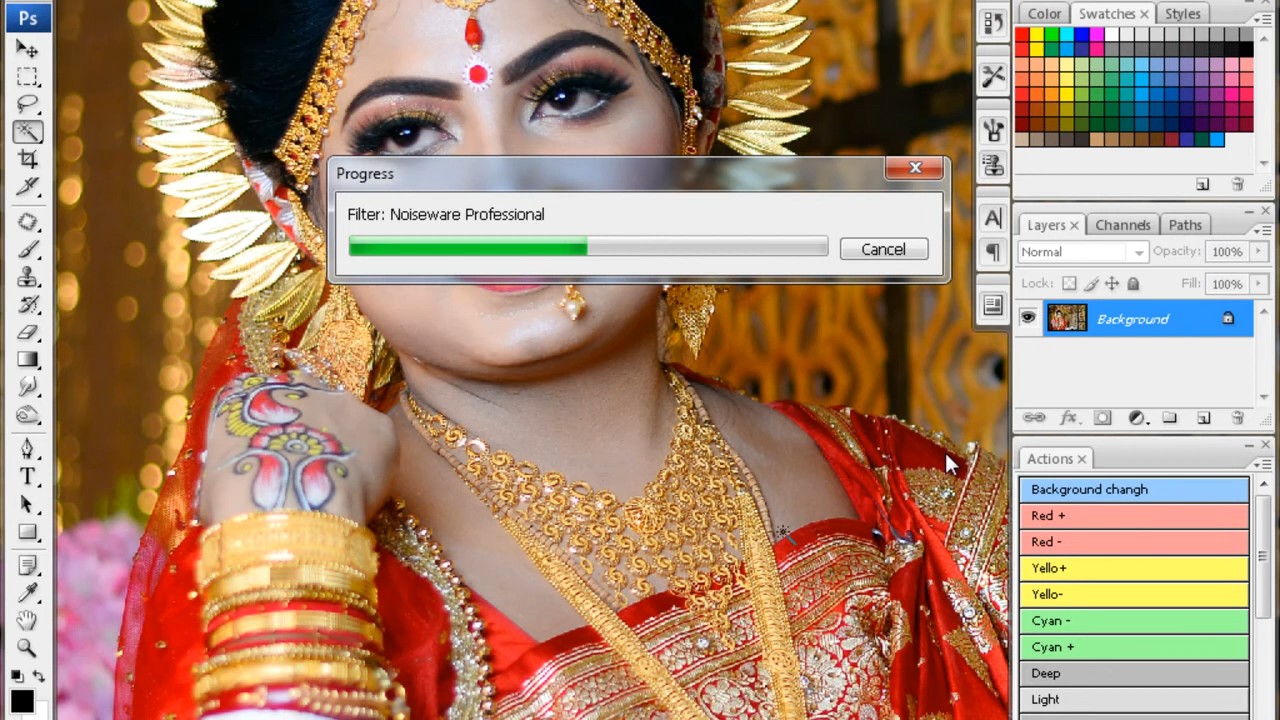 Ps
Color
Swatches
Styles
Progress
Filter: Noiseware Professional
Cancel
Layers
Channels
Paths
Normal
Opacity: 100%
Lock:
Fill: 100%
Background
Actions
Background changh
Red +
Red -
Yello+
Yello-
Cyan -
Cyan +
Deep
Light